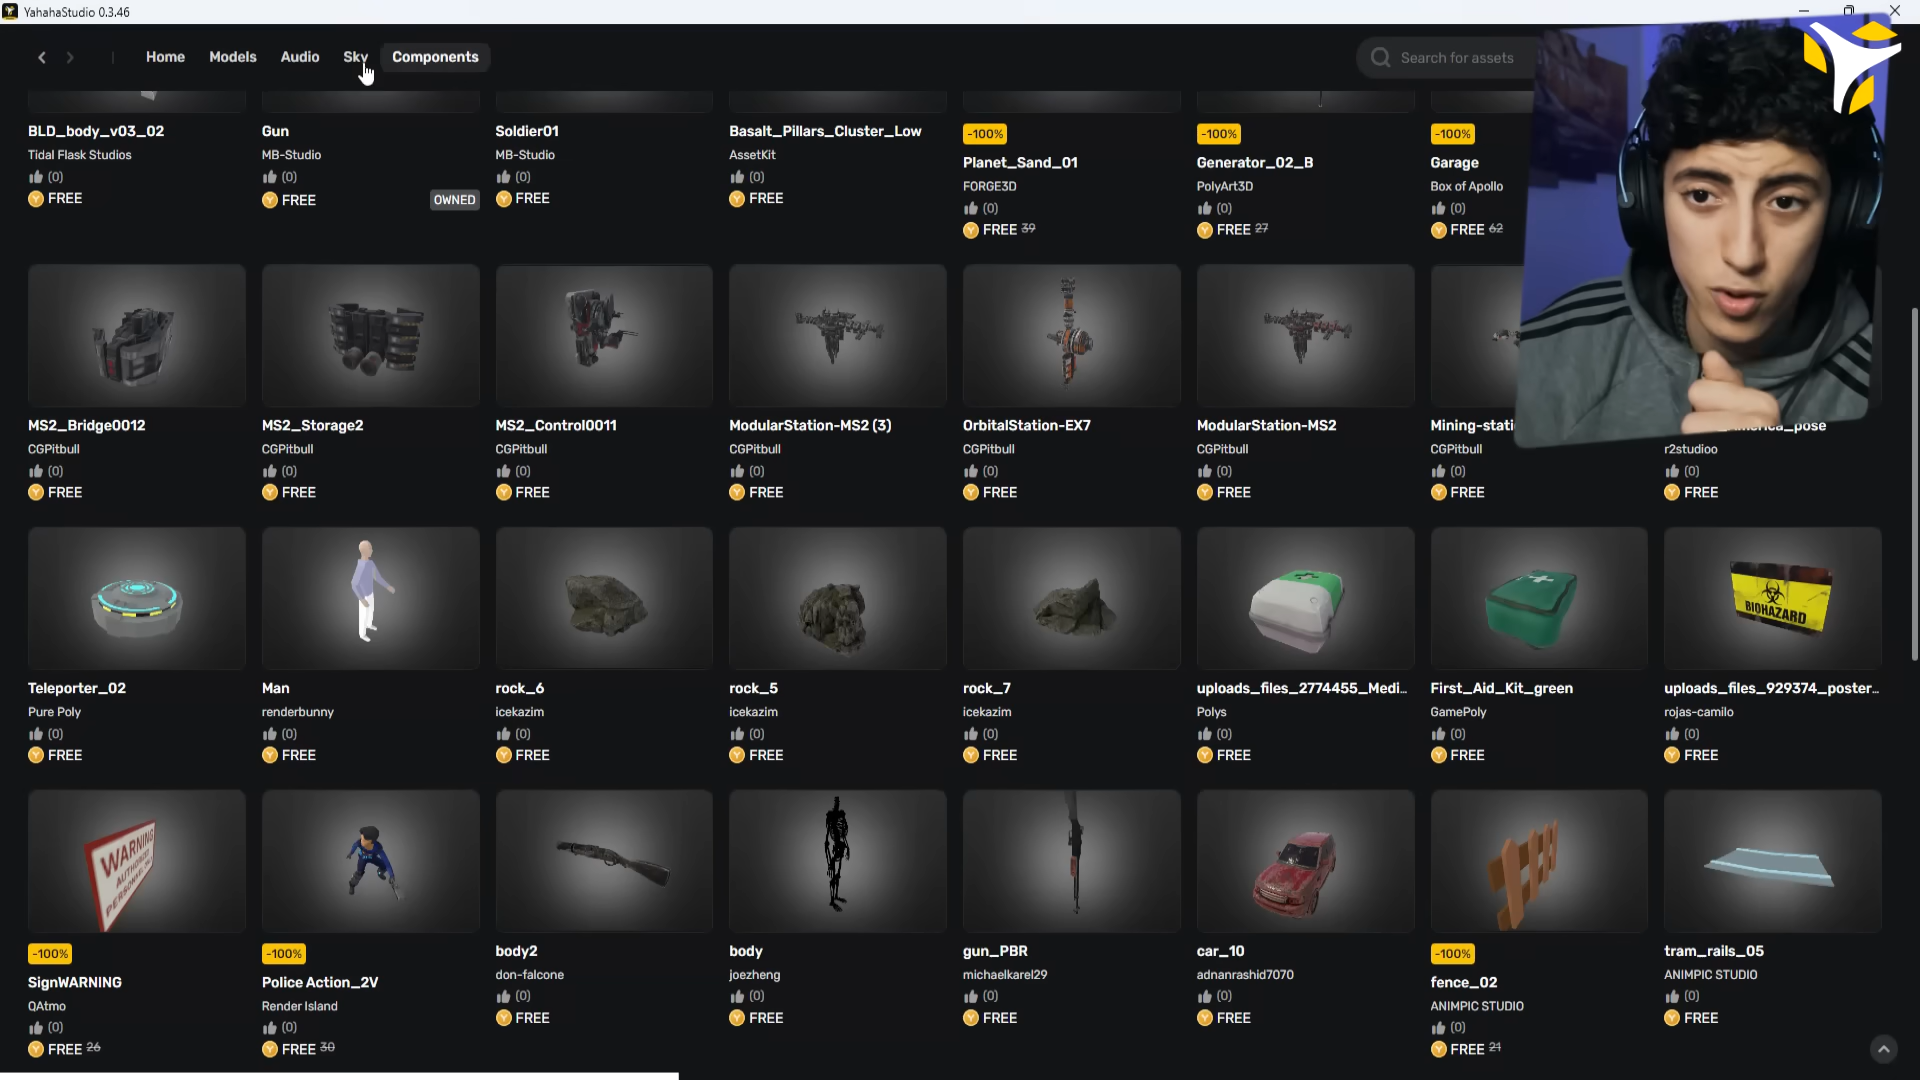 YahahaStudio 0.3.46
Home Models Audio Sky Components
Search for assets
BLD_body_v03_02 Gun Soldier01 Basalt_Pillars_Cluster_Low -100% -100% -100%
Tidal Flask Studios MB-Studio MB-Studio AssetKit Planet_Sand_01 Generator_02_B Garage
(0) (0) (0) (0) FORGE3D PolyArt3D Box of Apollo
FREE FREE OWNED FREE FREE (0) (0) (0)
FREE 39 FREE 27 FREE 62
MS2_Bridge0012 MS2_Storage2 MS2_Control0011 ModularStation-MS2 (3) OrbitalStation-EX7 ModularStation-MS2
CGPitbull CGPitbull CGPitbull CGPitbull CGPitbull CGPitbull CGPitbull r2studioo
(0) (0) (0) (0) (0) (0) (0) (0)
FREE FREE FREE FREE FREE FREE FREE FREE
BIOHAZARD
Teleporter_02 Man rock_6 rock_5 rock_7 uploads_files_2774455_Medi... First_Aid_Kit_green uploads_files_929374_poster...
Pure Poly renderbunny icekazim icekazim icekazim Polys GamePoly rojas-camilo
(0) (0) (0) (0) (0) (0) (0) (0)
FREE FREE FREE FREE FREE FREE FREE FREE
WARNING
AUTHORIZED
PERSONNEL
-100% -100% body2 body gun_PBR car_10 -100% tram_rails_05
SignWARNING Police Action_2V don-falcone joezheng michaelkarel29 adnanrashid7070 fence_02 ANIMPIC STUDIO
QAtmo Render Island (0) (0) (0) (0) ANIMPIC STUDIO (0)
(0) (0) FREE FREE FREE FREE (0) FREE
FREE 26 FREE 30 FREE 21